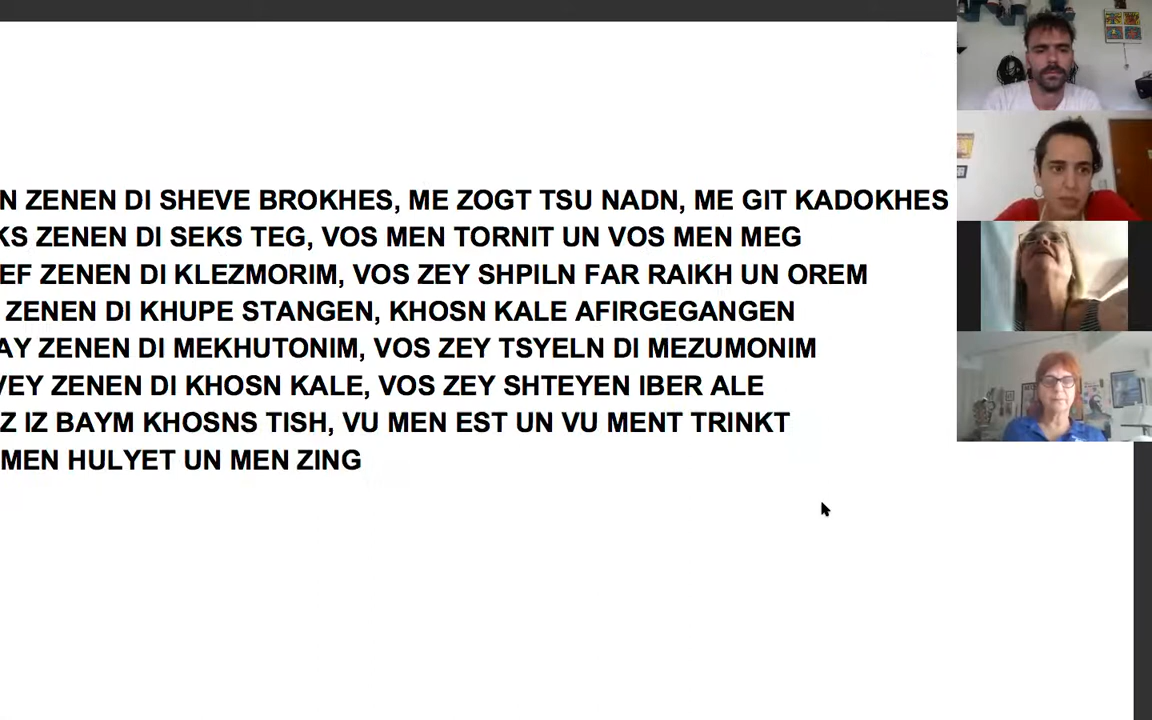 N ZENEN DI SHEVE BROKHES, ME ZOGT TSU NADN, ME GIT KADOKHES
KS ZENEN DI SEKS TEG, VOS MEN TORNIT UN VOS MEN MEG
EF ZENEN DI KLEZMORIM, VOS ZEY SHPILN FAR RAIKH UN OREM
ZENEN DI KHUPE STANGEN, KHOSN KALE AFIRGEGANGEN
AY ZENEN DI MEKHUTONIM, VOS ZEY TSYELN DI MEZUMONIM
VEY ZENEN DI KHOSN KALE, VOS ZEY SHTEYEN IBER ALE
Z IZ BAYM KHOSNS TISH, VU MEN EST UN VU MENT TRINKT
MEN HULYET UN MEN ZING